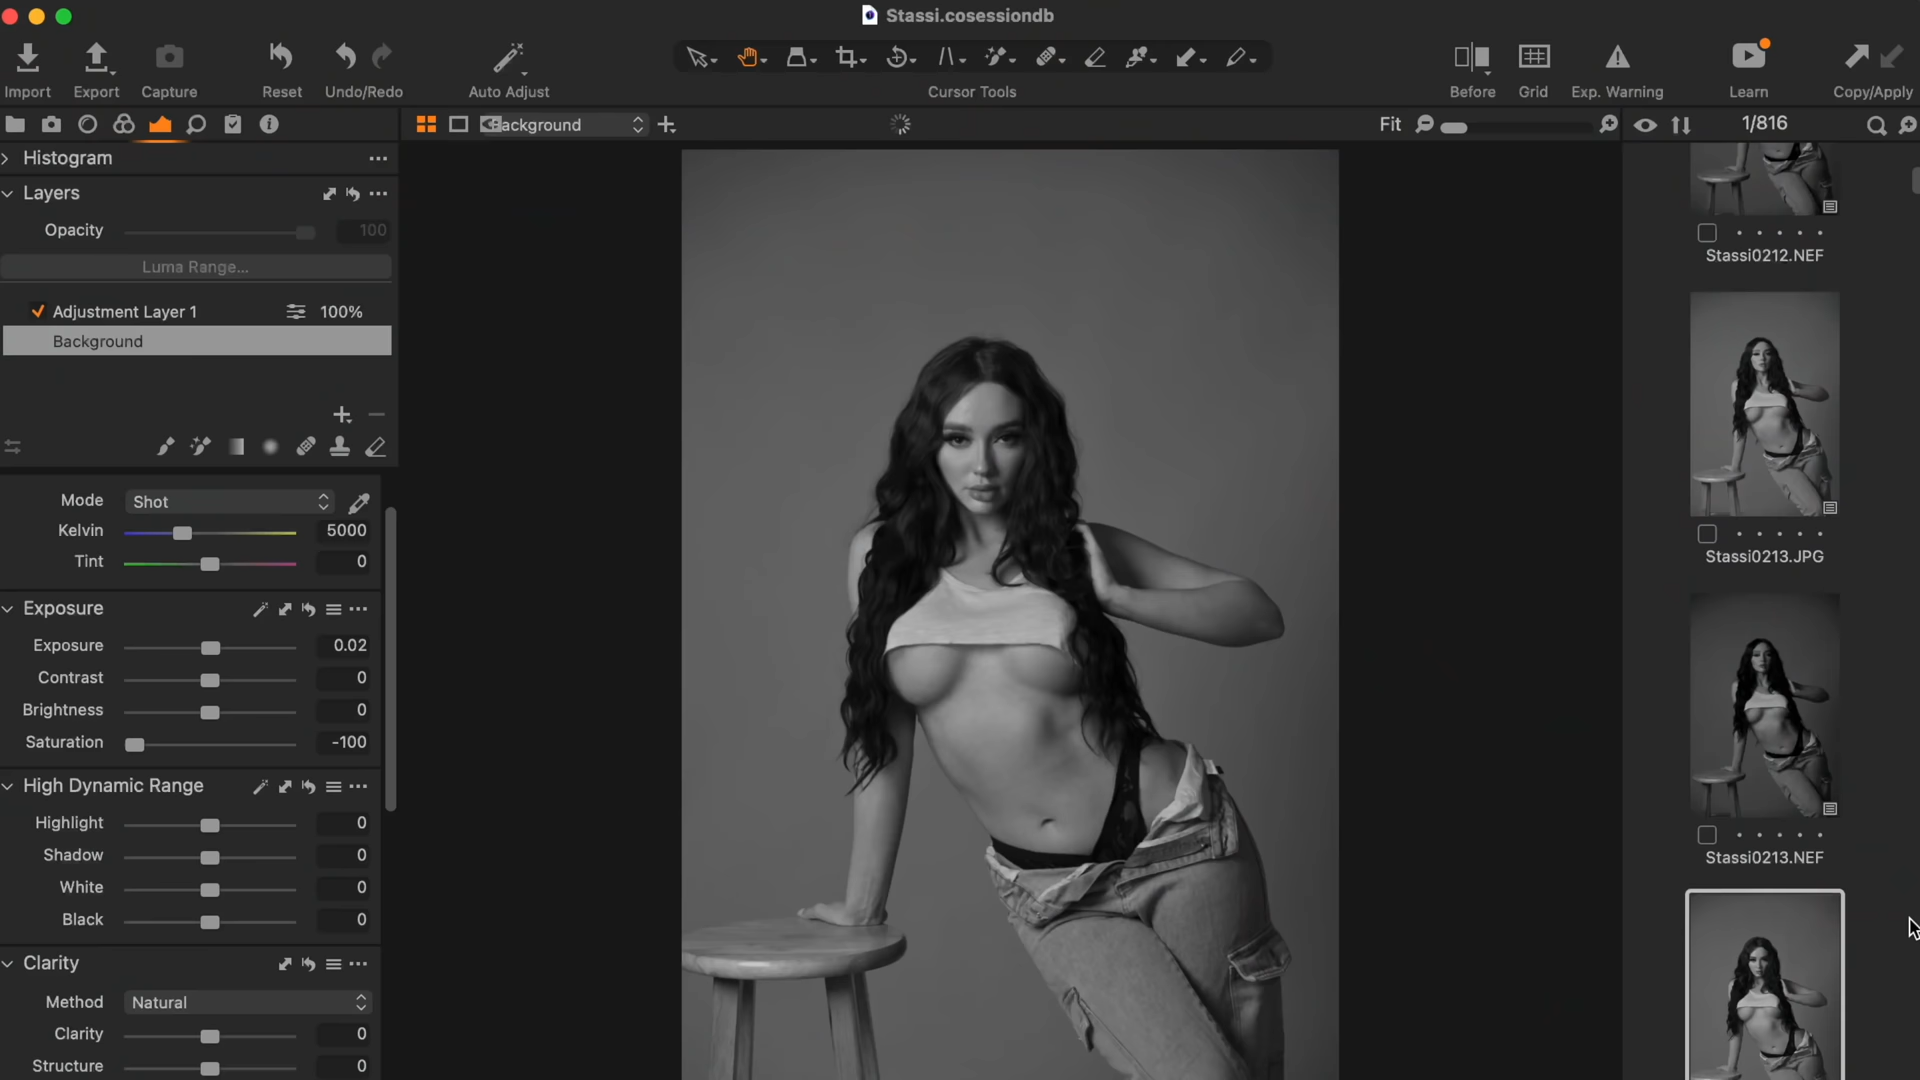 Stassi.cosessiondb
Import
Export
Capture
Reset
Undo/Redo
Auto Adjust
Cursor Tools
Before
Grid
Exp. Warning
Learn
Copy/Apply
Background
Fit
1/816
Histogram
Layers
Opacity 100
Luma Range...
Adjustment Layer 1 100%
Background
Mode Shot
Kelvin 5000
Tint 0
Exposure
Exposure 0.02
Contrast 0
Brightness 0
Saturation -100
High Dynamic Range
Highlight 0
Shadow 0
White 0
Black 0
Clarity
Method Natural
Clarity 0
Structure 0
Stassi0212.NEF
Stassi0213.JPG
Stassi0213.NEF